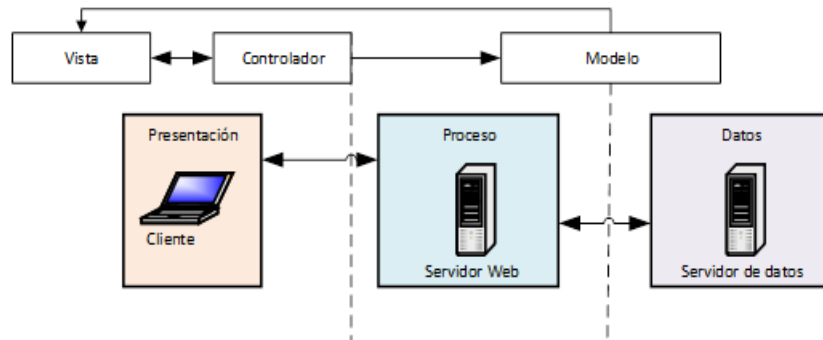 Vista
Controlador
Modelo
Presentación
Proceso
Datos
Cliente
Servidor Web
Servidor de datos